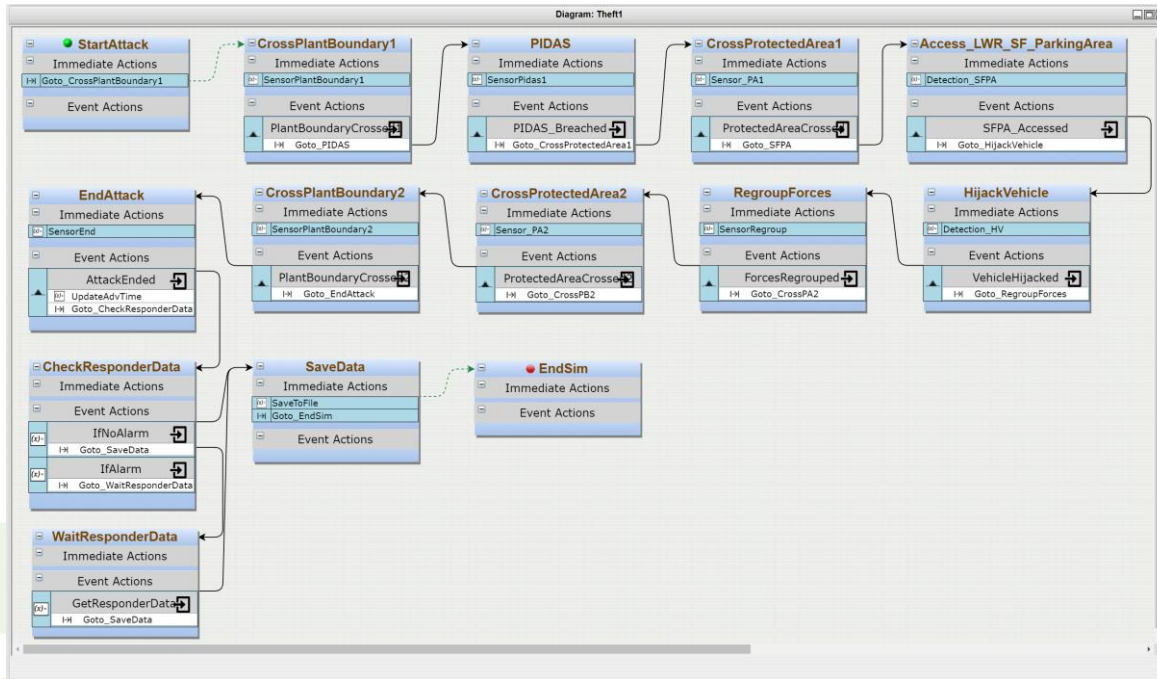 Diagram: Theft1
StartAttack
Immediate Actions
Goto_CrossPlantBoundary1
Event Actions
CrossPlantBoundary1
Immediate Actions
SensorPlantBoundary1
Event Actions
PlantBoundaryCrossed1
Goto_PIDAS
PIDAS
Immediate Actions
SensorPidas1
Event Actions
PIDAS_Breached
Goto_CrossProtectedArea1
CrossProtectedArea1
Immediate Actions
Sensor_PA1
Event Actions
ProtectedAreaCrossed1
Goto_SFPA
Access_LWR_SF_ParkingArea
Immediate Actions
Detection_SFPA
Event Actions
SFPA_Accessed
Goto_HijackVehicle
EndAttack
Immediate Actions
SensorEnd
Event Actions
AttackEnded
UpdateAdvTime
Goto_CheckResponderData
CrossPlantBoundary2
Immediate Actions
SensorPlantBoundary2
Event Actions
Goto_EndAttack
CrossProtectedArea2
Immediate Actions
Sensor_PA2
Event Actions
Goto_CrossPB2
RegroupForces
Immediate Actions
SensorRegroup
Event Actions
ForcesRegrouped
Goto_CrossPA2
HijackVehicle
Immediate Actions
Detection_HV
Event Actions
VehicleHijacked
Goto_RegroupForces
CheckResponderData
Immediate Actions
Event Actions
IfNoAlarm
Goto_SaveData
IfAlarm
Goto_WaitResponderData
SaveData
Immediate Actions
SaveToFile
Goto_EndSim
Event Actions
EndSim
Immediate Actions
Event Actions
WaitResponderData
Immediate Actions
Event Actions
GetResponderData
Goto_SaveData